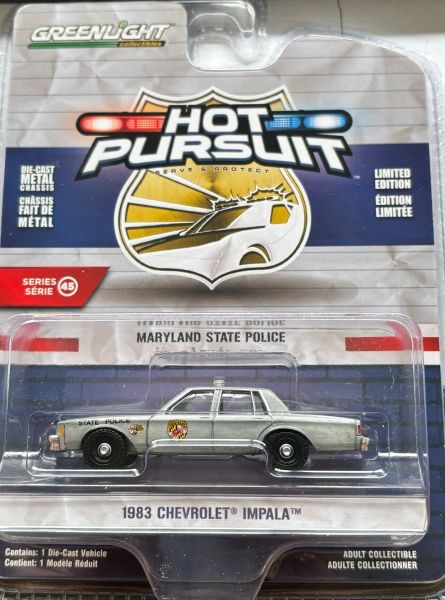 GREENLIGHT
collectibles
HOT
PURSUIT
SERVE & PROTECT
DIE-CAST
METAL
CHASSIS
CHÂSSIS
FAIT DE
MÉTAL
LIMITED
EDITION
ÉDITION
LIMITÉE
SERIES
SÉRIE 45
MARYLAND STATE POLICE
STATE POLICE
1983 CHEVROLET® IMPALA™
Contains: 1 Die-Cast Vehicle
Contient: 1 Modèle Réduit
ADULT COLLECTIBLE
ADULTE COLLECTIONNER